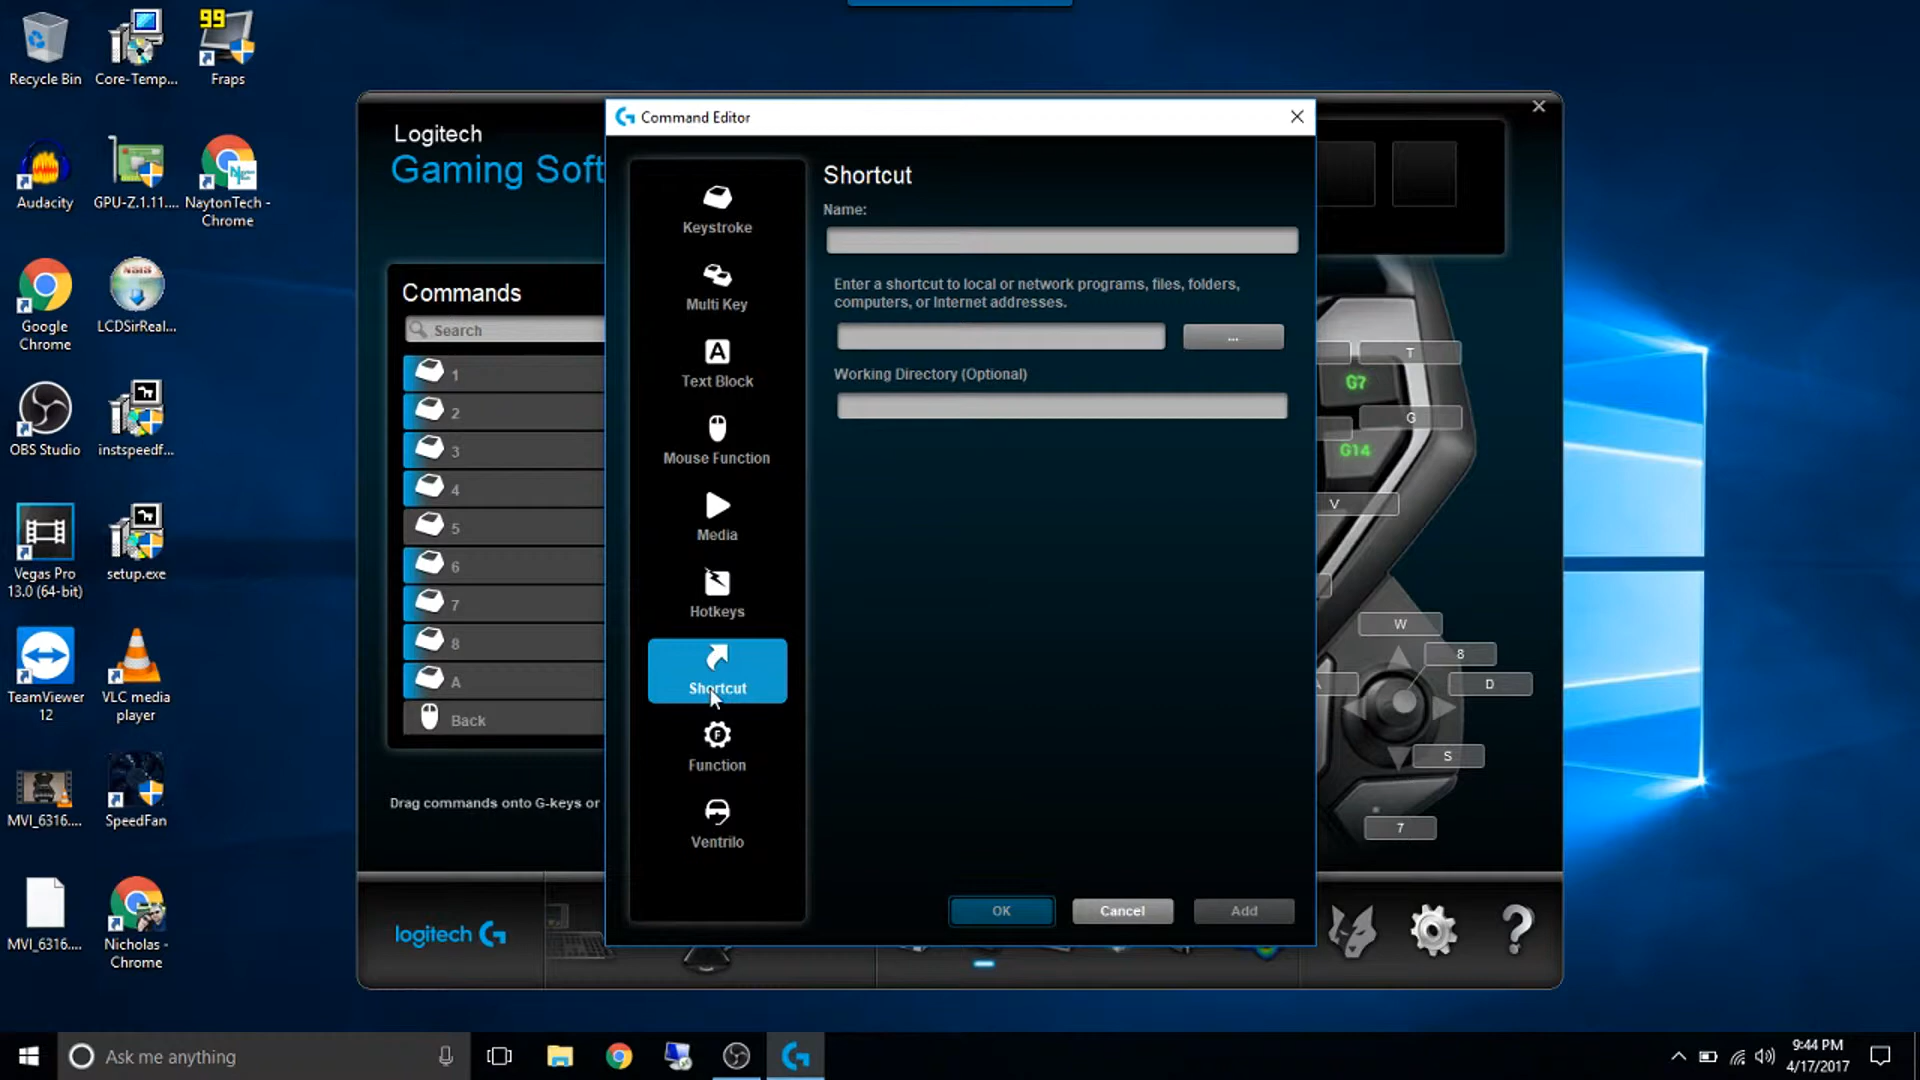 Recycle Bin
Core-Temp...
99
Fraps
Audacity
GPU-Z.1.11....
NaytonTech -
Chrome
Google
Chrome
NSIS
LCDSirReal...
OBS Studio
instspeedf...
Vegas Pro
13.0 (64-bit)
setup.exe
TeamViewer
12
VLC media
player
MVI_6316....
SpeedFan
MVI_6316....
Nicholas -
Chrome
Logitech
Gaming Soft
Commands
Search
1
2
3
4
5
6
7
8
A
Back
Drag commands onto G-keys or
logitech
Command Editor
Keystroke
Multi Key
A
Text Block
Mouse Function
Media
Hotkeys
Shortcut
F
Function
Ventrilo
Shortcut
Name:
Enter a shortcut to local or network programs, files, folders,
computers, or Internet addresses.
...
Working Directory (Optional)
OK
Cancel
Add
T
G7
G
G14
V
W
8
A
D
S
7
?
Ask me anything
9:44 PM
4/17/2017